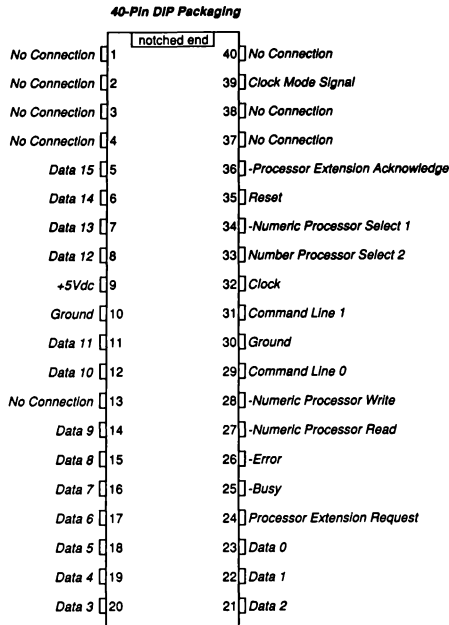 40-Pin DIP Packaging
notched end
No Connection 1 40 No Connection
No Connection 2 39 Clock Mode Signal
No Connection 3 38 No Connection
No Connection 4 37 No Connection
Data 15 5 36 -Processor Extension Acknowledge
Data 14 6 35 Reset
Data 13 7 34 -Numeric Processor Select 1
Data 12 8 33 Number Processor Select 2
+5Vdc 9 32 Clock
Ground 10 31 Command Line 1
Data 11 11 30 Ground
Data 10 12 29 Command Line 0
No Connection 13 28 -Numeric Processor Write
Data 9 14 27 -Numeric Processor Read
Data 8 15 26 -Error
Data 7 16 25 -Busy
Data 6 17 24 Processor Extension Request
Data 5 18 23 Data 0
Data 4 19 22 Data 1
Data 3 20 21 Data 2